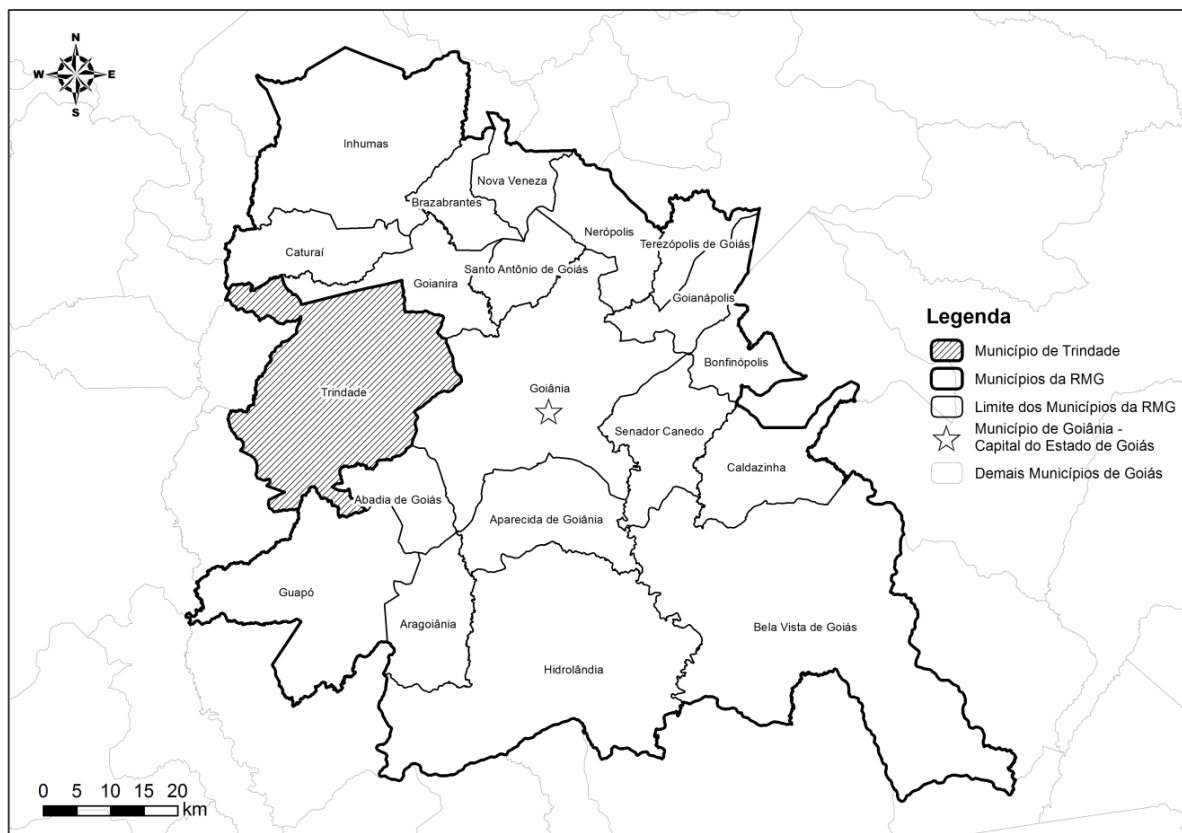 N
W E
S
Inhumas
Nova Veneza
Brazabrantes
Nerópolis
Terezópolis de Goiás
Caturaí
Santo Antônio de Goiás
Goianira
Goianápolis
Bonfinópolis
Trindade
Goiânia
Senador Canedo
Caldazinha
Abadia de Goiás
Aparecida de Goiânia
Guapó
Aragoiânia
Bela Vista de Goiás
Hidrolândia
Legenda
Município de Trindade
Municípios da RMG
Limite dos Municípios da RMG
Município de Goiânia -
Capital do Estado de Goiás
Demais Municípios de Goiás
0 5 10 15 20
km